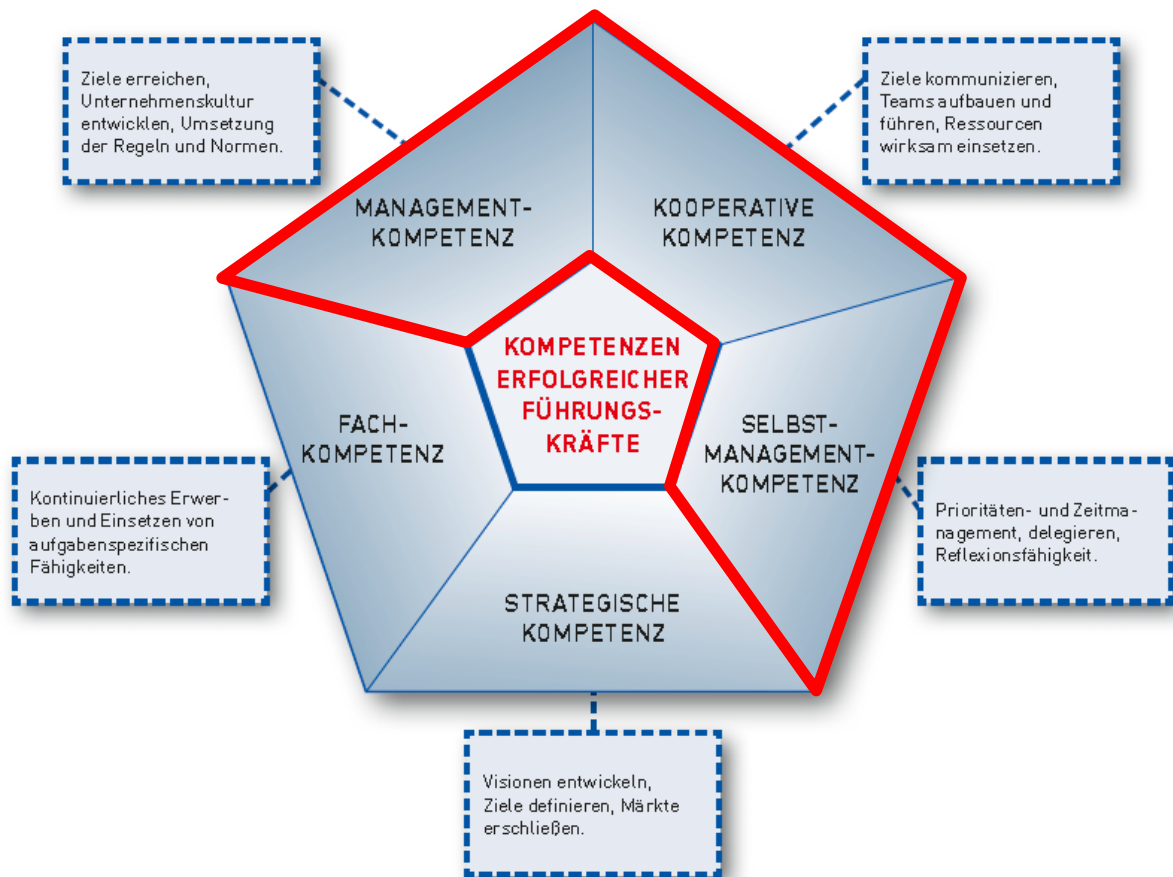 Ziele erreichen,
Unternehmenskultur
entwicklen, Umsetzung
der Regeln und Normen.
Ziele kommunizieren,
Teams aufbauen und
führen, Ressourcen
wirksam einsetzen.
MANAGEMENT-
KOMPETENZ
KOOPERATIVE
KOMPETENZ
KOMPETENZEN
ERFOLGREICHER
FÜHRUNGS-
KRÄFTE
FACH-
KOMPETENZ
SELBST-
MANAGEMENT-
KOMPETENZ
Kontinuierliches Erwer-
ben und Einsetzen von
aufgabenspezifischen
Fähigkeiten.
Prioritäten- und Zeitma-
nagement, delegieren,
Reflexionsfähigkeit.
STRATEGISCHE
KOMPETENZ
Visionen entwickeln,
Ziele definieren, Märkte
erschließen.